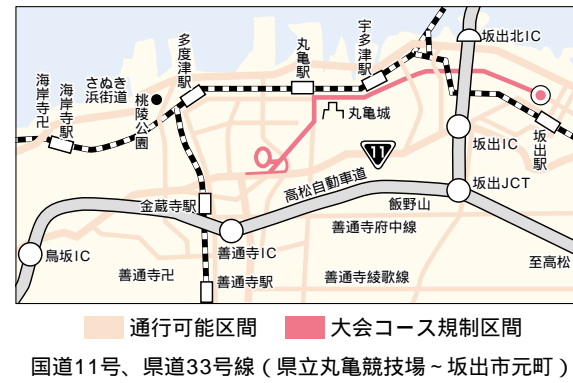 坂出北IC
宇多津駅
丸亀駅
多度津駅
さぬき
浜街道
桃陵公園
海岸寺駅
海岸寺卍
丸亀城
11
坂出駅
坂出IC
坂出JCT
高松自動車道
飯野山
金蔵寺駅
善通寺府中線
鳥坂IC
善通寺IC
至高松
善通寺卍
善通寺駅
善通寺綾歌線
通行可能区間
大会コース規制区間
国道11号、県道33号線（県立丸亀競技場~坂出市元町）